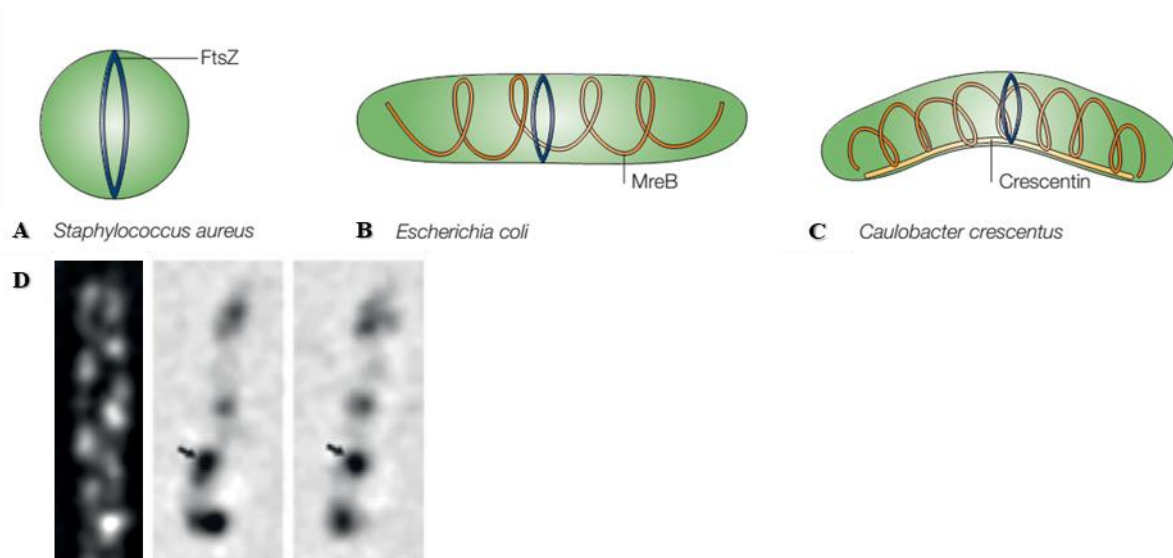 FtsZ
MreB
Crescentin
A Staphylococcus aureus
B Escherichia coli
C Caulobacter crescentus
D